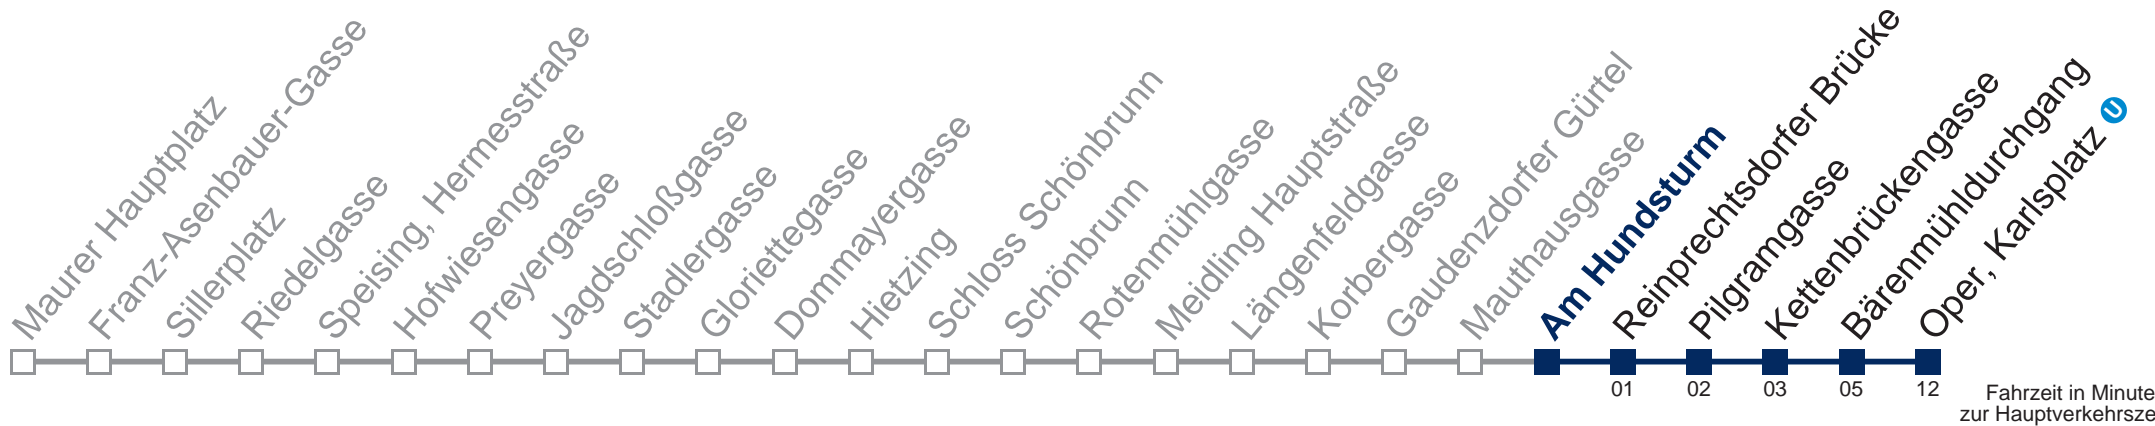 Maurer Hauptplatz
Franz-Asenbauer-Gasse
Sillerplatz
Riedelgasse
Speising, Hermesstraße
Hofwiesengasse
Preyergasse
Jagdschloßgasse
Stadlergasse
Gloriettegasse
Dommayergasse
Hietzing
Schloss Schönbrunn
Schönbrunn
Rotenmühlgasse
Meidling Hauptstraße
Längenfeldgasse
Korbergasse
Gaudenzdorfer Gürtel
Mauthausgasse
Am Hundsturm
Reinprechtsdorfer Brücke
Pilgramgasse
Kettenbrückengasse
Bärenmühldurchgang
Oper, Karlsplatz U
01 02 03 05 12
Fahrzeit in Minute
zur Hauptverkehrsze